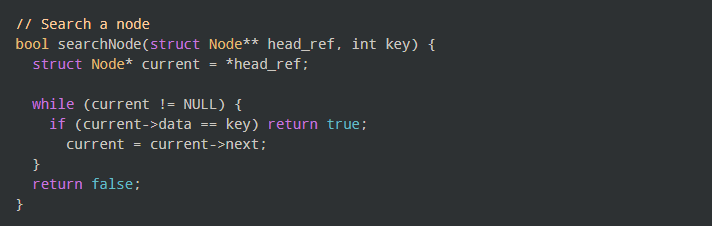 // Search a node
bool searchNode(struct Node** head_ref, int key) {
  struct Node* current = *head_ref;

  while (current != NULL) {
    if (current->data == key) return true;
      current = current->next;
  }
  return false;
}